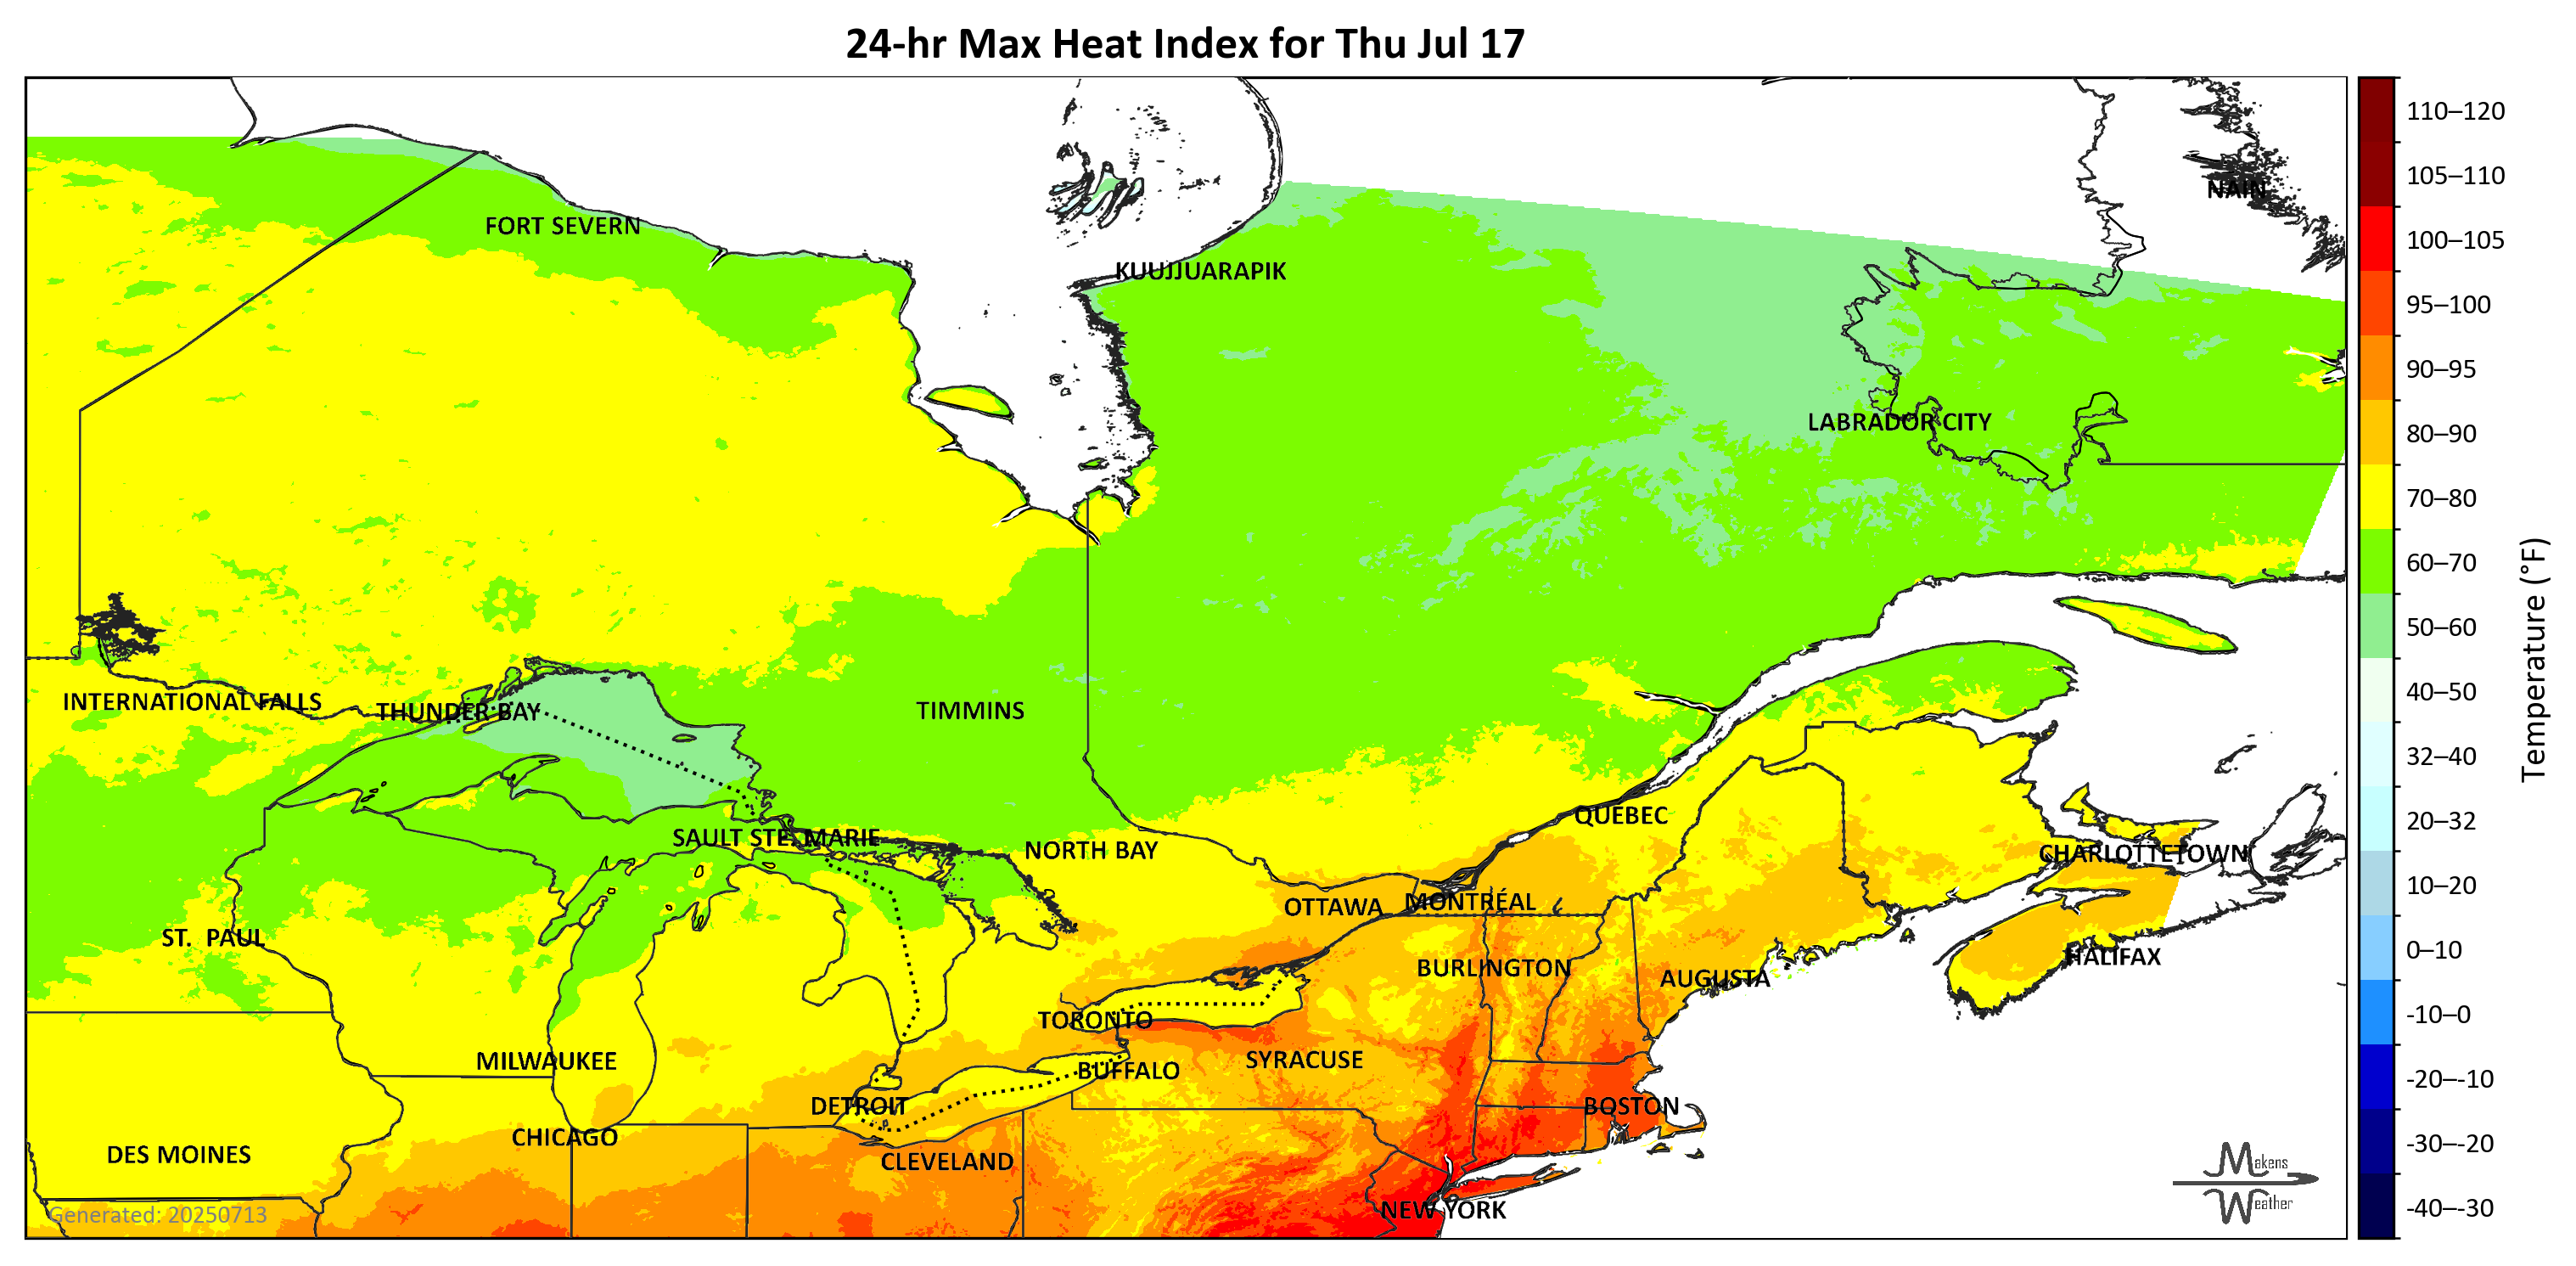 24-hr Max Heat Index for Thu Jul 17
110–120
105–110
100–105
95–100
90–95
80–90
70–80
60–70
50–60
40–50
32–40
20–32
10–20
0–10
-10–0
-20–-10
-30–-20
-40–-30
Temperature (°F)
NAIN
FORT SEVERN
KUUJJUARAPIK
LABRADOR CITY
INTERNATIONAL FALLS
THUNDER BAY
TIMMINS
QUÉBEC
SAULT STE. MARIE
NORTH BAY
CHARLOTTETOWN
OTTAWA
MONTRÉAL
ST. PAUL
HALIFAX
BURLINGTON
AUGUSTA
TORONTO
MILWAUKEE
SYRACUSE
BUFFALO
DETROIT
BOSTON
CHICAGO
DES MOINES
CLEVELAND
NEW YORK
Generated: 20250713
Makens
Weather